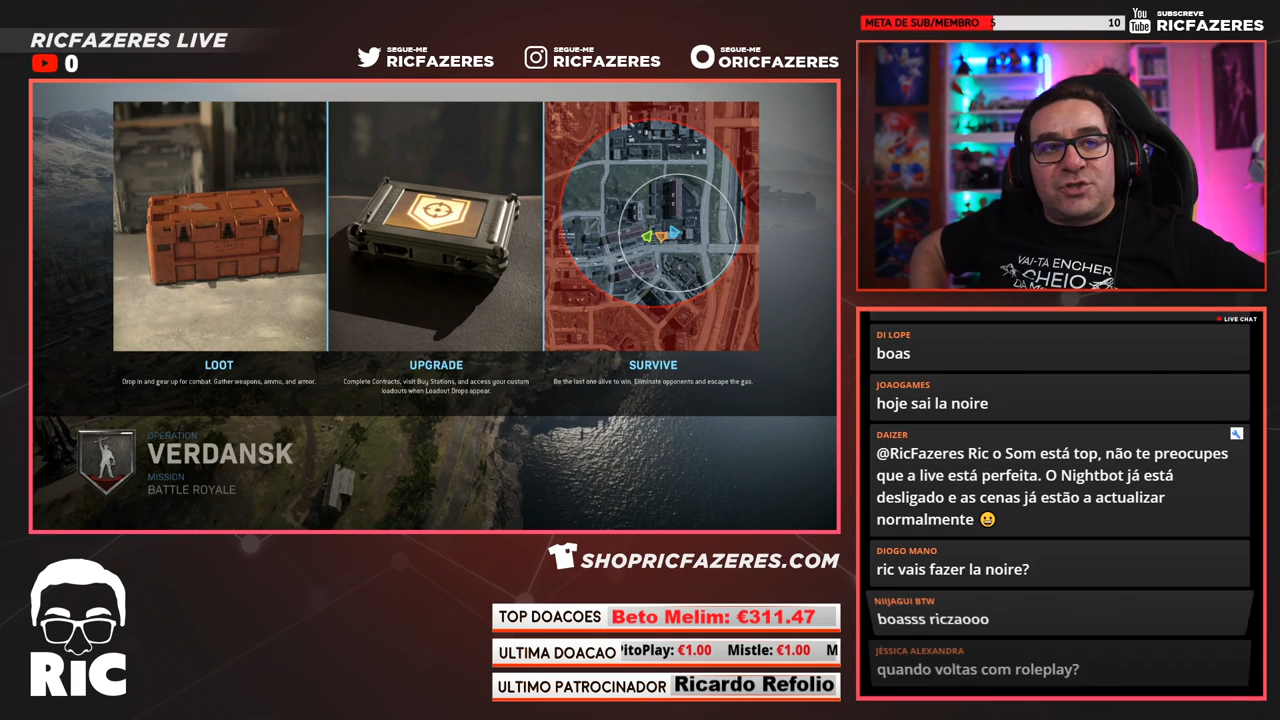 RICFAZERES LIVE
0
SEGUE-ME
RICFAZERES
SEGUE-ME
RICFAZERES
SEGUE-ME
ORICFAZERES
META DE SUB/MEMBRO 5 10
You
Tube
SUBSCREVE
RICFAZERES
LOOT
Drop in and gear up for combat. Gather weapons, ammo, and armor.
UPGRADE
Complete Contracts, visit Buy Stations, and access your custom
loadouts when Loadout Drops appear.
SURVIVE
Be the last one alive to win. Eliminate opponents and escape the gas.
OPERATION
VERDANSK
MISSION
BATTLE ROYALE
VAI-TA ENCHER
CHEIO
LIVE CHAT
DI LOPE
boas
JOAOGAMES
hoje sai la noire
DAIZER
@RicFazeres Ric o Som está top, não te preocupes
que a live está perfeita. O Nightbot já está
desligado e as cenas já estão a actualizar
normalmente 😀
DIOGO MANO
ric vais fazer la noire?
NIIJAGUI BTW
boasss riczaooo
JÉSSICA ALEXANDRA
quando voltas com roleplay?
SHOPRICFAZERES.COM
TOP DOACOES Beto Melim: €311.47
ULTIMA DOACAO itoPlay: €1.00 Mistle: €1.00 M
ULTIMO PATROCINADOR Ricardo Refolio
RIC